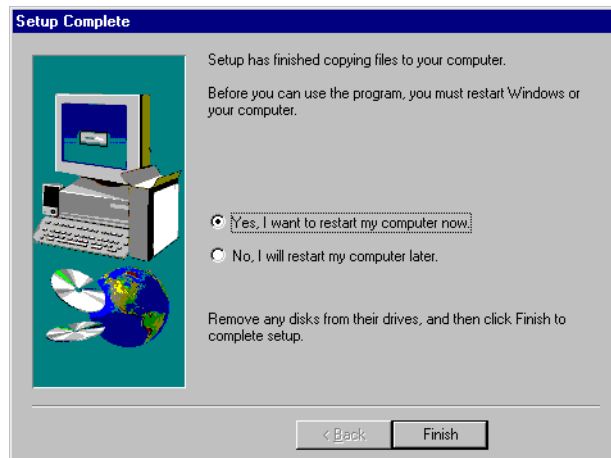 Setup Complete
Setup has finished copying files to your computer.
Before you can use the program, you must restart Windows or
your computer.
Yes, I want to restart my computer now.
No, I will restart my computer later.
Remove any disks from their drives, and then click Finish to
complete setup.
< Back
Finish